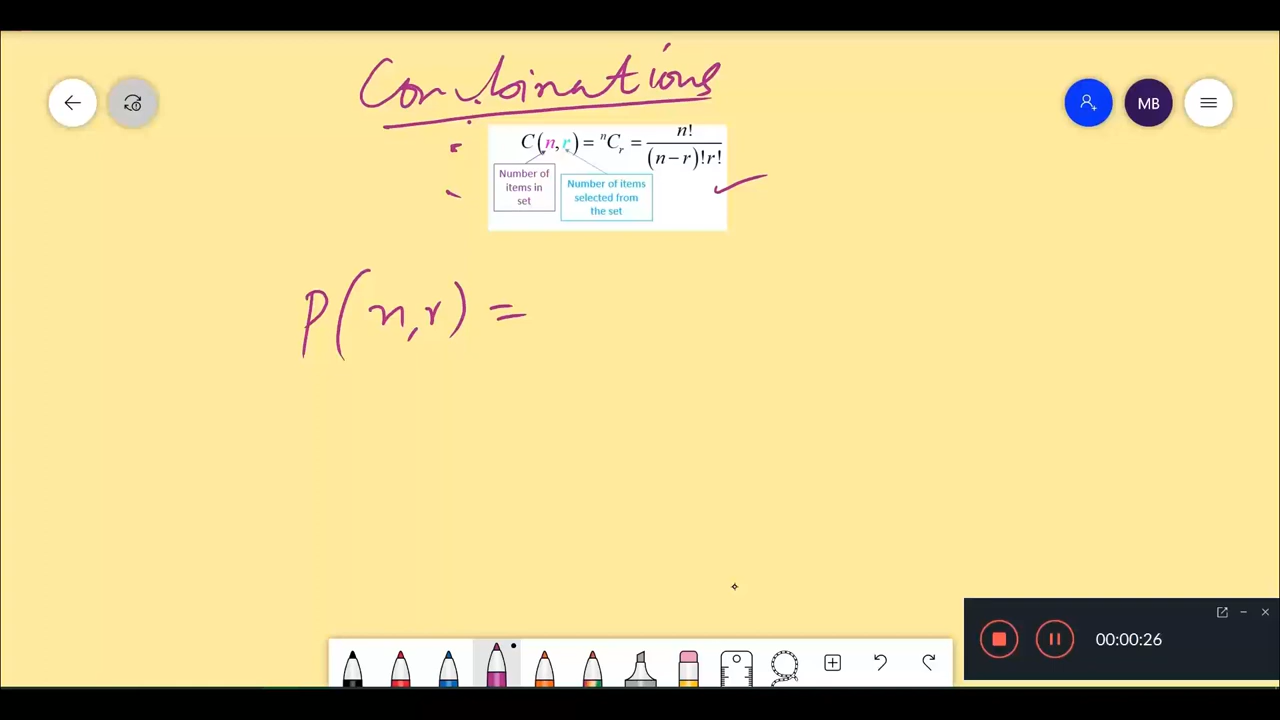 Combinations
C(n,r) = ⁿCᵣ = n! / (n−r)!r!
Number of items in set
Number of items selected from the set
P(n,r) =
MB
00:00:26